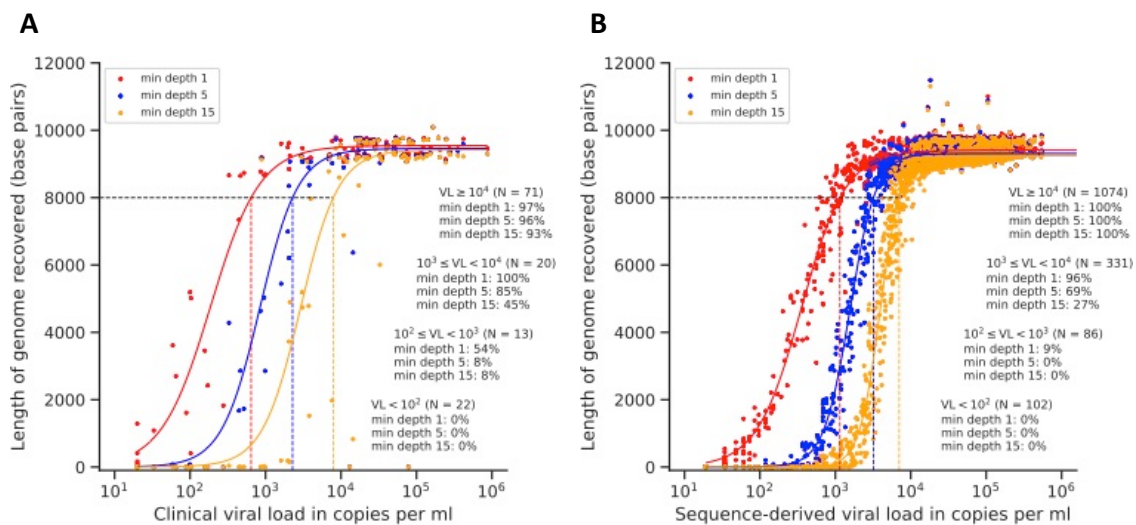 A
12000
10000
8000
6000
4000
2000
0
Length of genome recovered (base pairs)
min depth 1
min depth 5
min depth 15
VL ≥ 10⁴ (N = 71)
min depth 1: 97%
min depth 5: 96%
min depth 15: 93%
10³ ≤ VL < 10⁴ (N = 20)
min depth 1: 100%
min depth 5: 85%
min depth 15: 45%
10² ≤ VL < 10³ (N = 13)
min depth 1: 54%
min depth 5: 8%
min depth 15: 8%
VL < 10² (N = 22)
min depth 1: 0%
min depth 5: 0%
min depth 15: 0%
10¹ 10² 10³ 10⁴ 10⁵ 10⁶
Clinical viral load in copies per ml
B
12000
10000
8000
6000
4000
2000
0
Length of genome recovered (base pairs)
min depth 1
min depth 5
min depth 15
VL ≥ 10⁴ (N = 1074)
min depth 1: 100%
min depth 5: 100%
min depth 15: 100%
10³ ≤ VL < 10⁴ (N = 331)
min depth 1: 96%
min depth 5: 69%
min depth 15: 27%
10² ≤ VL < 10³ (N = 86)
min depth 1: 9%
min depth 5: 0%
min depth 15: 0%
VL < 10² (N = 102)
min depth 1: 0%
min depth 5: 0%
min depth 15: 0%
10¹ 10² 10³ 10⁴ 10⁵ 10⁶
Sequence-derived viral load in copies per ml